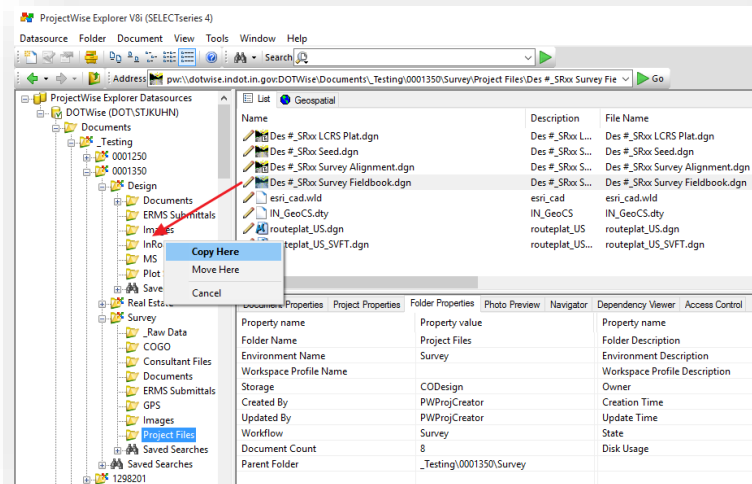 ProjectWise Explorer V8i (SELECTseries 4)
Datasource Folder Document View Tools Window Help
Search
Address pw:\\dotwise.indot.in.gov:DOTWise\Documents\_Testing\0001350\Survey\Project Files\Des #_SRxx Survey Fie Go
ProjectWise Explorer Datasources
DOTWise (DOT\STJKUHN)
Documents
_Testing
0001250
0001350
Design
Documents
ERMS Submittals
Images
InRo
MS
Plot
Save
Real Estate
Survey
_Raw Data
COGO
Consultant Files
Documents
ERMS Submittals
GPS
Images
Project Files
Saved Searches
Saved Searches
1298201
Copy Here
Move Here
Cancel
List Geospatial
Name Description File Name
Des #_SRxx LCRS Plat.dgn Des #_SRxx L... Des #_SRxx LCRS Plat.dgn
Des #_SRxx Seed.dgn Des #_SRxx S... Des #_SRxx Seed.dgn
Des #_SRxx Survey Alignment.dgn Des #_SRxx S... Des #_SRxx Survey Alignment.dgn
Des #_SRxx Survey Fieldbook.dgn Des #_SRxx S... Des #_SRxx Survey Fieldbook.dgn
esri_cad.wld esri_cad esri_cad.wld
IN_GeoCS.dty IN_GeoCS IN_GeoCS.dty
routeplat_US.dgn routeplat_US routeplat_US.dgn
routeplat_US... routeplat_US_SVFT.dgn
Document Properties Project Properties Folder Properties Photo Preview Navigator Dependency Viewer Access Control
Property name Property value Property name
Folder Name Project Files Folder Description
Environment Name Survey Environment Description
Workspace Profile Name Workspace Profile Description
Storage CODesign Owner
Created By PWProjCreator Creation Time
Updated By PWProjCreator Update Time
Workflow Survey State
Document Count 8 Disk Usage
Parent Folder _Testing\0001350\Survey